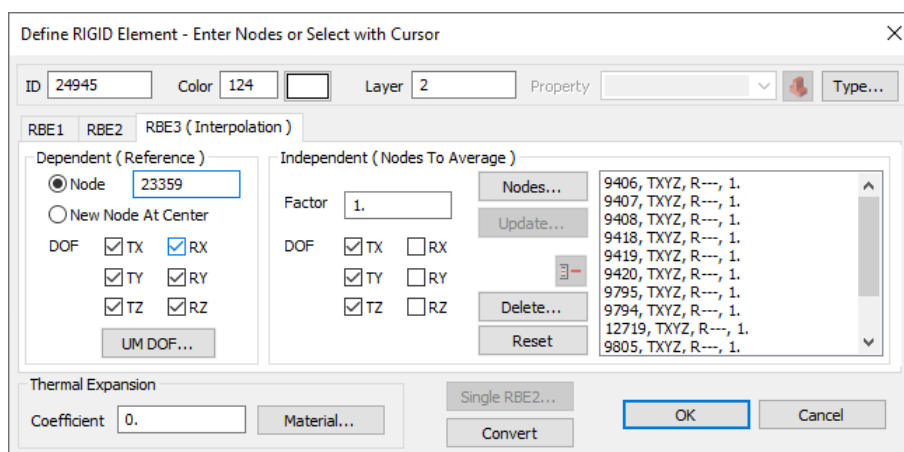 Define RIGID Element - Enter Nodes or Select with Cursor
ID 24945 Color 124 Layer 2 Property Type...
RBE1 RBE2 RBE3 ( Interpolation )
Dependent ( Reference )
Node 23359
New Node At Center
DOF TX RX
TY RY
TZ RZ
UM DOF...
Independent ( Nodes To Average )
Factor 1.
DOF TX RX
TY RY
TZ RZ
Nodes...
Update...
Delete...
Reset
9406, TXYZ, R---, 1.
9407, TXYZ, R---, 1.
9408, TXYZ, R---, 1.
9418, TXYZ, R---, 1.
9419, TXYZ, R---, 1.
9420, TXYZ, R---, 1.
9795, TXYZ, R---, 1.
9794, TXYZ, R---, 1.
12719, TXYZ, R---, 1.
9805, TXYZ, R---, 1.
Thermal Expansion
Coefficient 0. Material...
Single RBE2...
Convert
OK Cancel